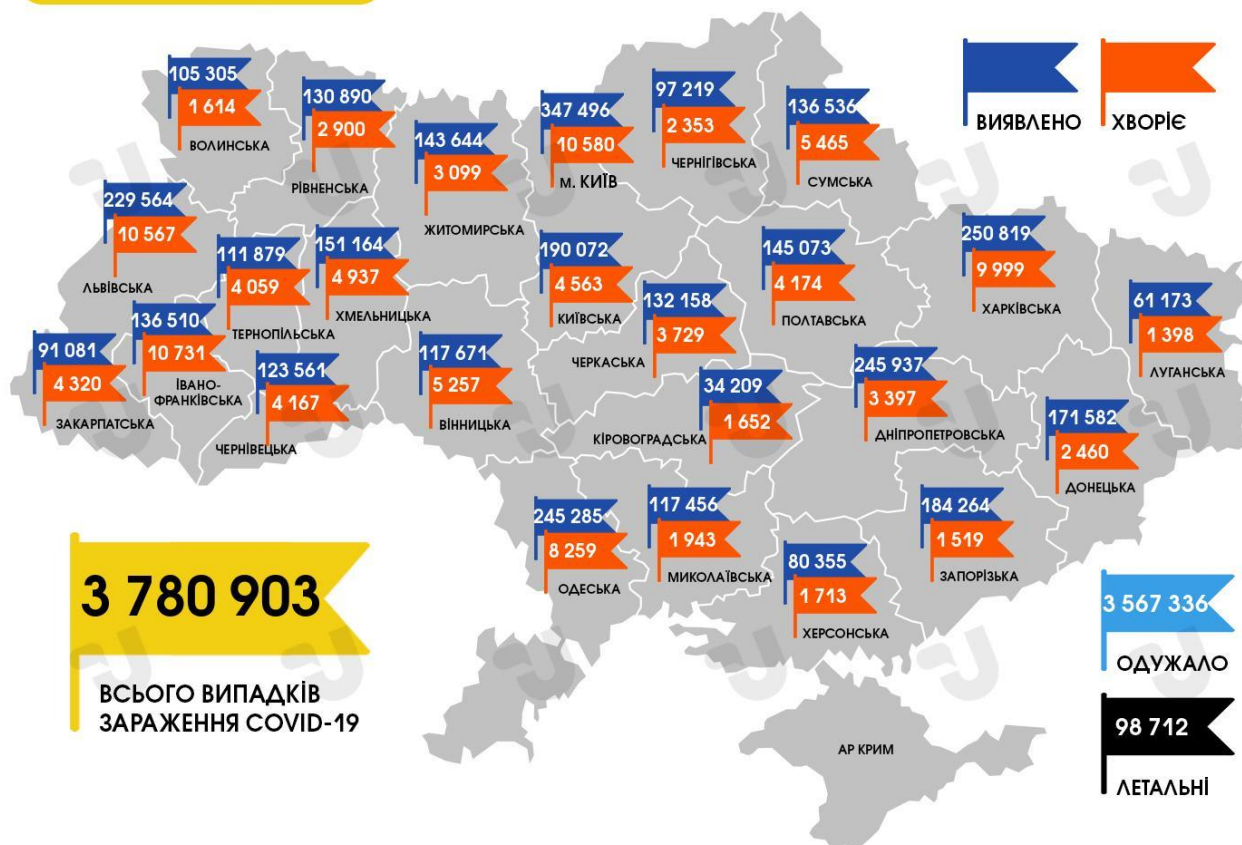 105 305
1 614
ВОЛИНСЬКА
130 890
2 900
РІВНЕНСЬКА
143 644
3 099
ЖИТОМИРСЬКА
347 496
10 580
м. КИЇВ
97 219
2 353
ЧЕРНІГІВСЬКА
136 536
5 465
СУМСЬКА
ВИЯВЛЕНО
ХВОРІЄ
229 564
10 567
ЛЬВІВСЬКА
111 879
4 059
ТЕРНОПІЛЬСЬКА
151 164
4 937
ХМЕЛЬНИЦЬКА
190 072
4 563
КИЇВСЬКА
132 158
3 729
ЧЕРКАСЬКА
145 073
4 174
ПОЛТАВСЬКА
250 819
9 999
ХАРКІВСЬКА
61 173
1 398
ЛУГАНСЬКА
91 081
4 320
ЗАКАРПАТСЬКА
136 510
10 731
ІВАНО-
ФРАНКІВСЬКА
123 561
4 167
ЧЕРНІВЕЦЬКА
117 671
5 257
ВІННИЦЬКА
34 209
1 652
КІРОВОГРАДСЬКА
245 937
3 397
ДНІПРОПЕТРОВСЬКА
171 582
2 460
ДОНЕЦЬКА
245 285
8 259
ОДЕСЬКА
117 456
1 943
МИКОЛАЇВСЬКА
80 355
1 713
ХЕРСОНСЬКА
184 264
1 519
ЗАПОРІЗЬКА
3 780 903
ВСЬОГО ВИПАДКІВ
ЗАРАЖЕННЯ COVID-19
3 567 336
ОДУЖАЛО
98 712
ЛЕТАЛЬНІ
АР КРИМ